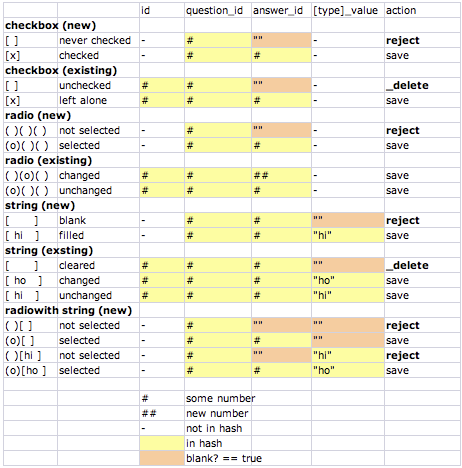 id question_id answer_id [type]_value action
checkbox (new)
[ ] never checked - # "" - reject
[x] checked - # # - save
checkbox (existing)
[ ] unchecked # # "" - _delete
[x] left alone # # # - save
radio (new)
( )( )( ) not selected - # "" - reject
(o)( )( ) selected - # # - save
radio (existing)
( )(o)( ) changed # # ## - save
(o)( )( ) unchanged # # # - save
string (new)
[ ] blank - # # "" reject
[ hi ] filled - # # "hi" save
string (exsting)
[ ] cleared # # # "" _delete
[ ho ] changed # # # "ho" save
[ hi ] unchanged # # # "hi" save
radiowith string (new)
( )[ ] not selected - # "" "" reject
(o)[ ] selected - # # "" save
( )[hi ] not selected - # "" "hi" reject
(o)[ho ] selected - # # "ho" save
# some number
## new number
- not in hash
in hash
blank? == true